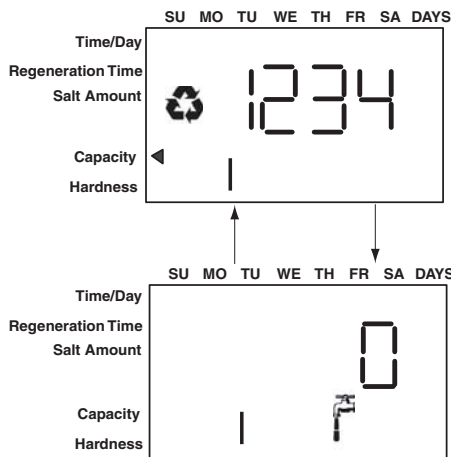 SU MO TU WE TH FR SA DAYS
Time/Day
Regeneration Time
Salt Amount
1234
Capacity
Hardness
1
SU MO TU WE TH FR SA DAYS
Time/Day
Regeneration Time
Salt Amount
0
Capacity
Hardness
1